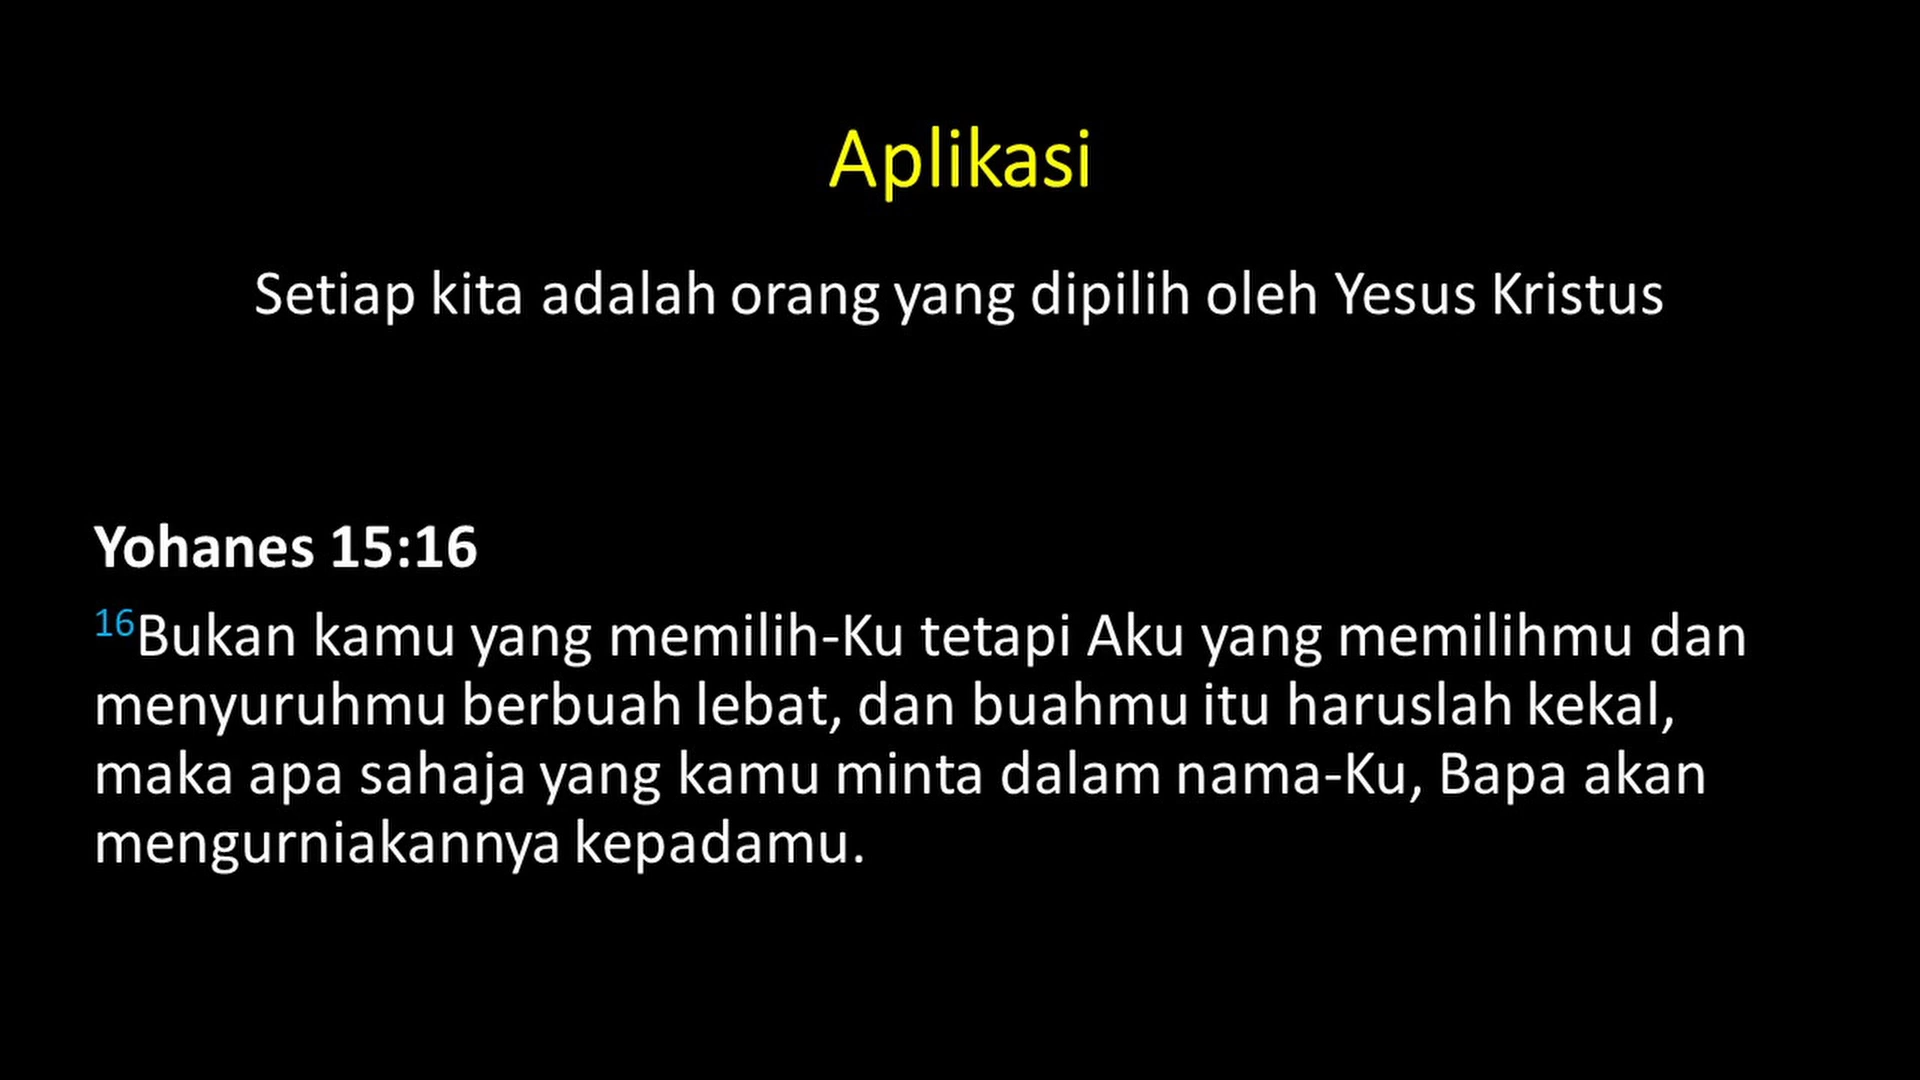 Aplikasi
Setiap kita adalah orang yang dipilih oleh Yesus Kristus
Yohanes 15:16
16Bukan kamu yang memilih-Ku tetapi Aku yang memilihmu dan
menyuruhmu berbuah lebat, dan buahmu itu haruslah kekal,
maka apa sahaja yang kamu minta dalam nama-Ku, Bapa akan
mengurniakannya kepadamu.